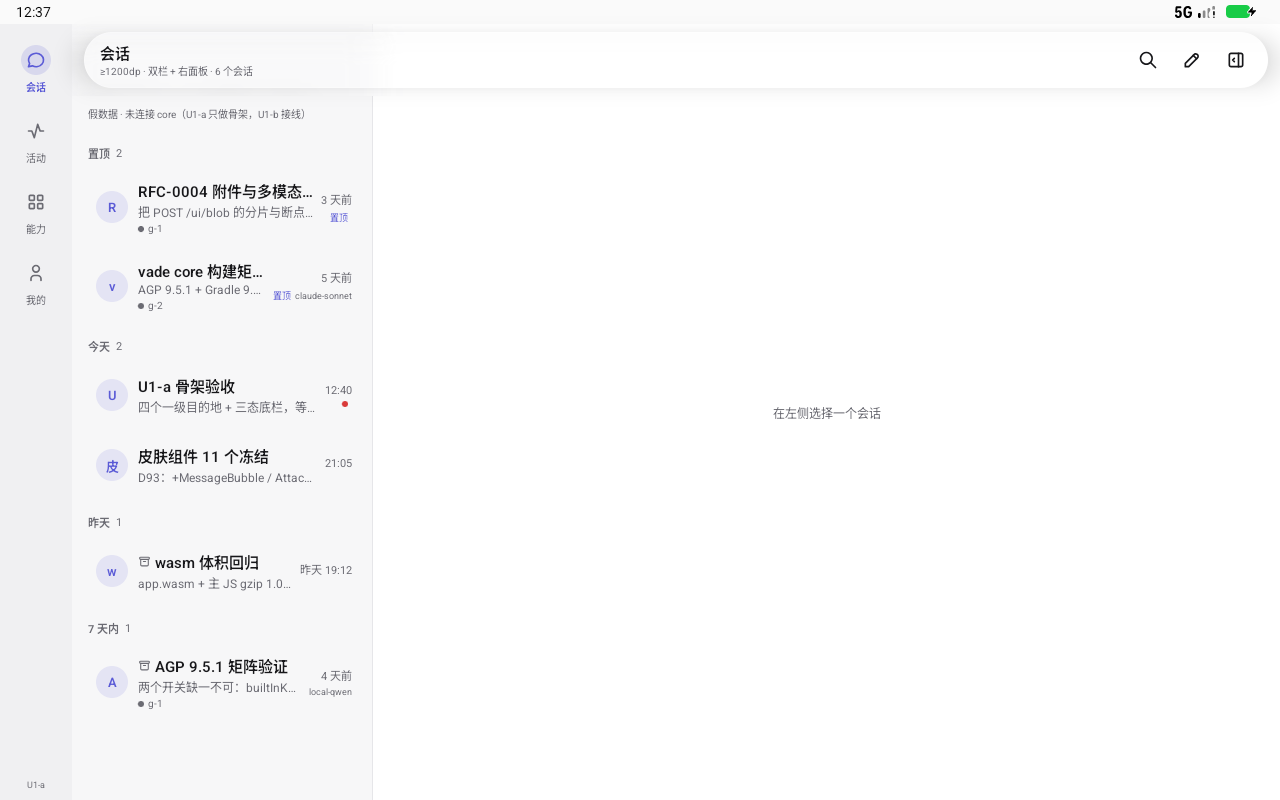 12:37
5G
会话
活动
能力
我的
U1-a
会话
≥1200dp · 双栏 + 右面板 · 6 个会话
假数据 · 未连接 core（U1-a 只做骨架，U1-b 接线）
置顶 2
R
RFC-0004 附件与多模态…
3 天前
把 POST /ui/blob 的分片与断点…
置顶
g-1
v
vade core 构建矩…
5 天前
AGP 9.5.1 + Gradle 9.…
置顶 claude-sonnet
g-2
今天 2
U
U1-a 骨架验收
12:40
四个一级目的地 + 三态底栏，等…
皮
皮肤组件 11 个冻结
21:05
D93：+MessageBubble / Attac…
昨天 1
w
wasm 体积回归
昨天 19:12
app.wasm + 主 JS gzip 1.0…
7 天内 1
A
AGP 9.5.1 矩阵验证
4 天前
两个开关缺一不可：builtInK…
local-qwen
g-1
在左侧选择一个会话